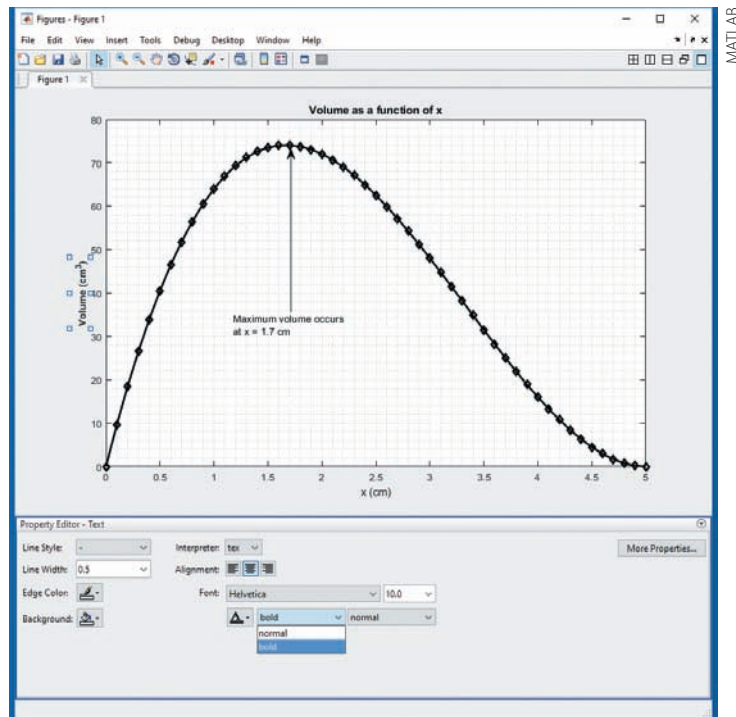 Figures - Figure 1
File Edit View Insert Tools Debug Desktop Window Help
Figure 1
MATLAB
Volume as a function of x
80
70
60
50
40
30
20
10
0
Volume (cm³)
Maximum volume occurs
at x = 1.7 cm
0 0.5 1 1.5 2 2.5 3 3.5 4 4.5 5
x (cm)
Property Editor - Text
Line Style: - Interpreter: tex More Properties...
Line Width: 0.5 Alignment:
Edge Color: Font: Helvetica 10.0
Background: A bold normal
normal
bold